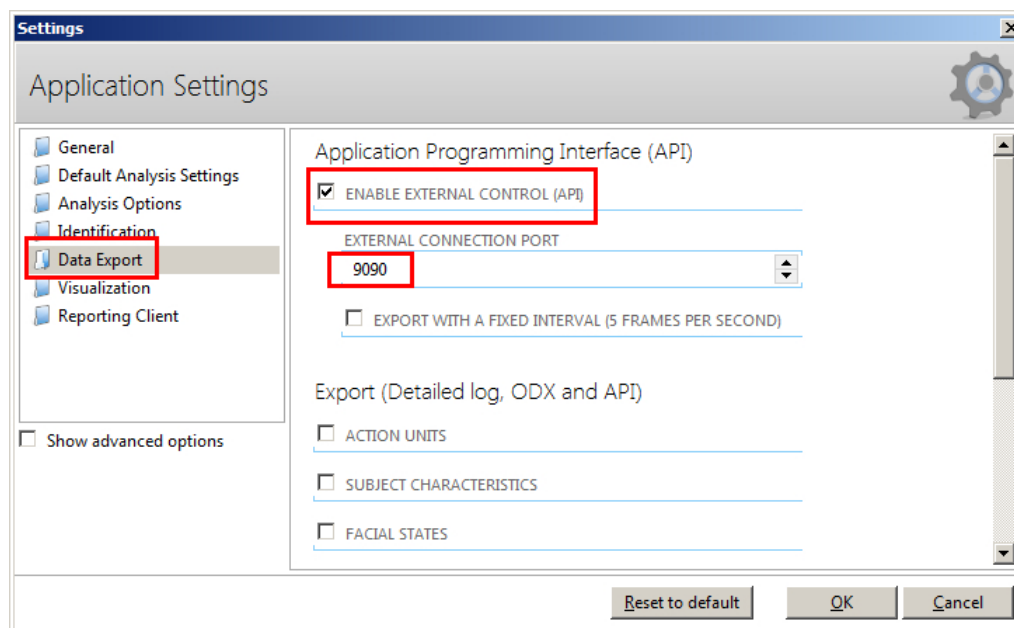 Settings
Application Settings
General
Default Analysis Settings
Analysis Options
Identification
Data Export
Visualization
Reporting Client
Show advanced options
Application Programming Interface (API)
ENABLE EXTERNAL CONTROL (API)
EXTERNAL CONNECTION PORT
9090
EXPORT WITH A FIXED INTERVAL (5 FRAMES PER SECOND)
Export (Detailed log, ODX and API)
ACTION UNITS
SUBJECT CHARACTERISTICS
FACIAL STATES
Reset to default OK Cancel